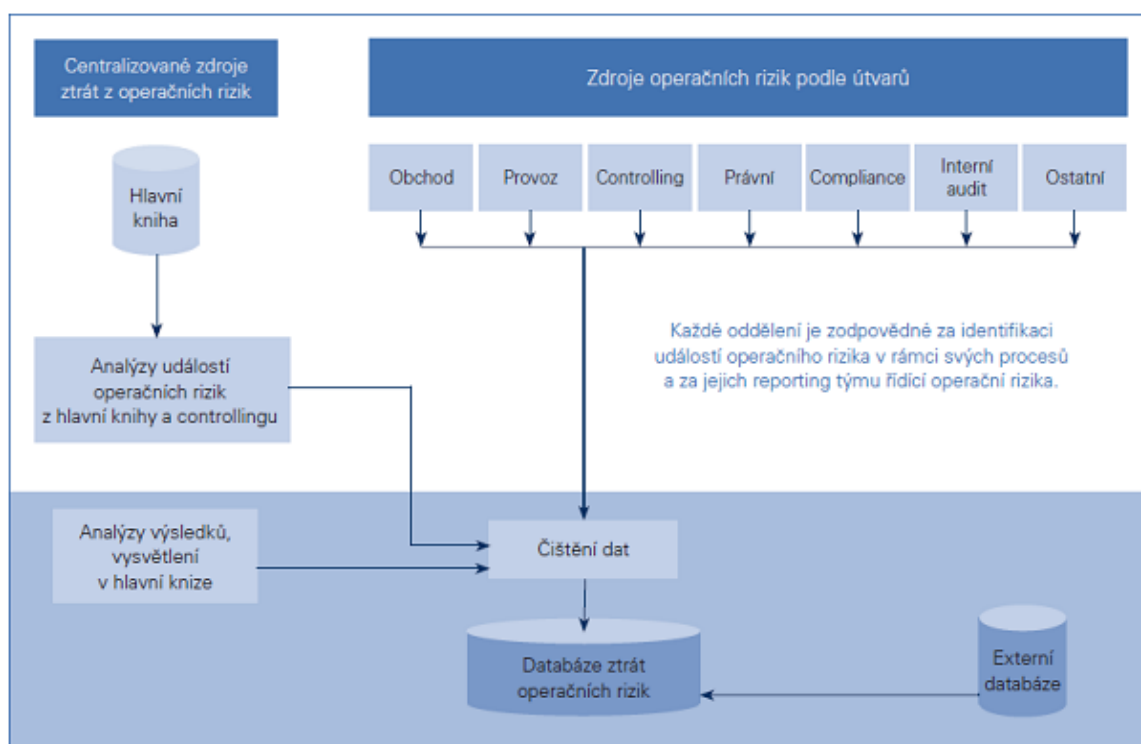 Centralizované zdroje
ztrát z operačních rizik
Zdroje operačních rizik podle útvarů
Hlavní
kniha
Obchod
Provoz
Controlling
Právní
Compliance
Interní
audit
Ostatní
Analýzy událostí
operačních rizik
z hlavní knihy a controllingu
Každé oddělení je zodpovědné za identifikaci
událostí operačního rizika v rámci svých procesů
a za jejich reporting týmu řídící operační rizika.
Analýzy výsledků,
vysvětlení
v hlavní knize
Čištění dat
Databáze ztrát
operačních rizik
Externí
databáze